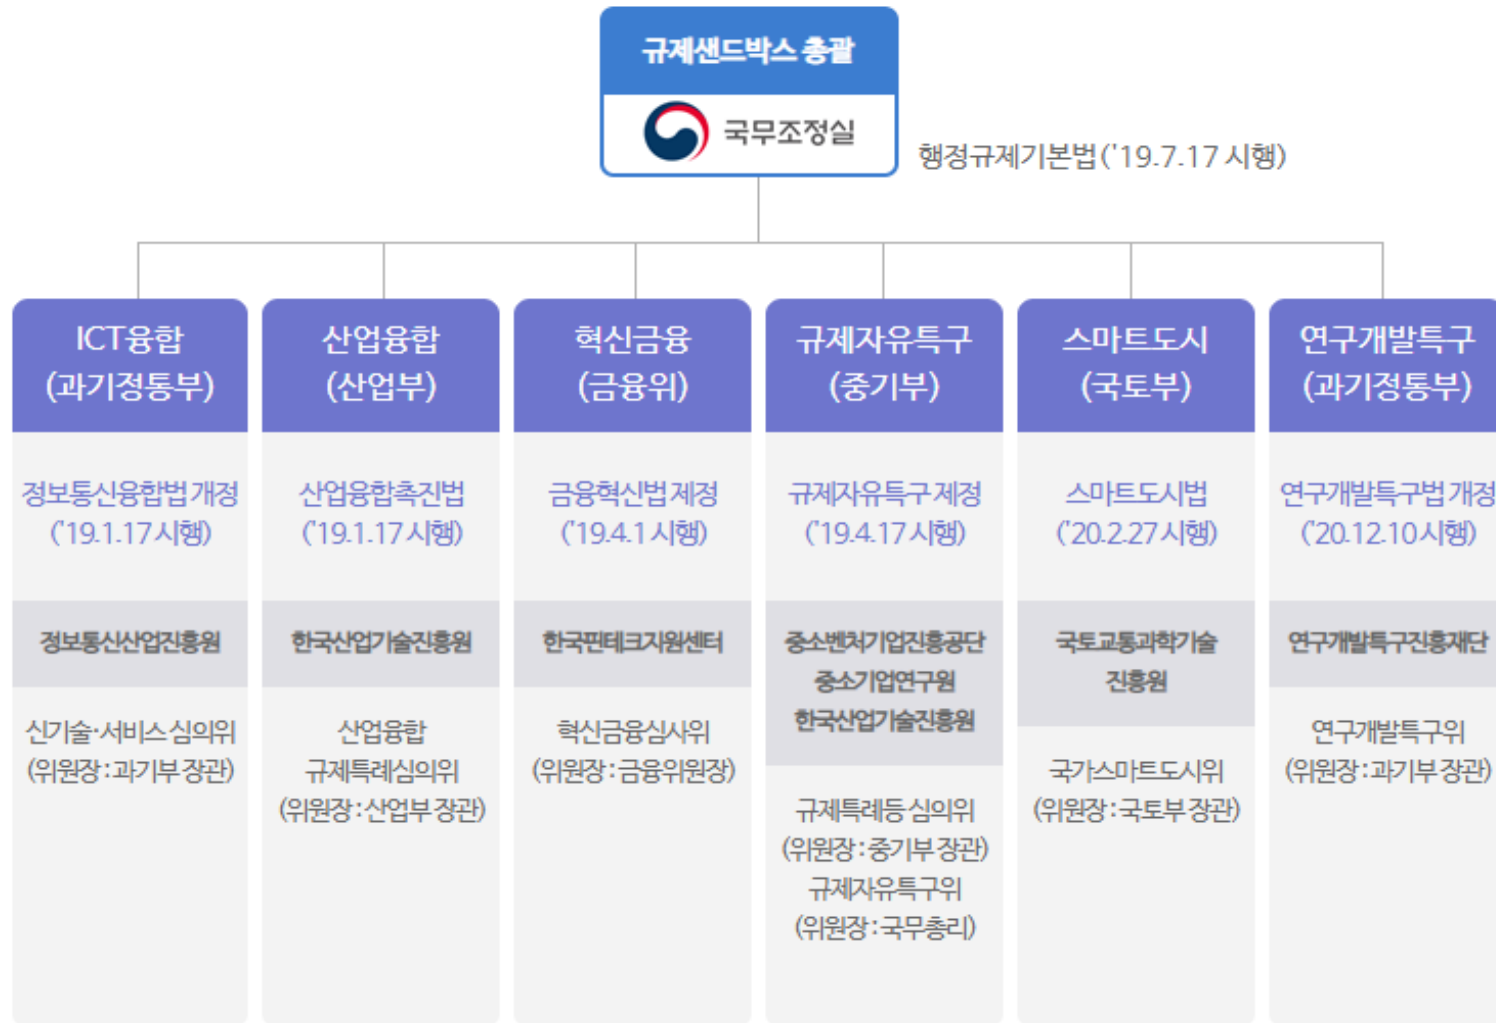 규제샌드박스 총괄
국무조정실
행정규제기본법('19.7.17 시행)
ICT융합
(과기정통부)
정보통신융합법 개정
('19.1.17 시행)
정보통신산업진흥원
신기술·서비스 심의위
(위원장 : 과기부 장관)
산업융합
(산업부)
산업융합촉진법
('19.1.17 시행)
한국산업기술진흥원
산업융합
규제특례심의위
(위원장 : 산업부 장관)
혁신금융
(금융위)
금융혁신법 제정
('19.4.1 시행)
한국핀테크지원센터
혁신금융심사위
(위원장 : 금융위원장)
규제자유특구
(중기부)
규제자유특구 제정
('19.4.17 시행)
중소벤처기업진흥공단
중소기업연구원
한국산업기술진흥원
규제특례등 심의위
(위원장 : 중기부 장관)
규제자유특구위
(위원장 : 국무총리)
스마트도시
(국토부)
스마트도시법
('20.2.27 시행)
국토교통과학기술
진흥원
국가스마트도시위
(위원장 : 국토부 장관)
연구개발특구
(과기정통부)
연구개발특구법 개정
('20.12.10 시행)
연구개발특구진흥재단
연구개발특구위
(위원장 : 과기부 장관)